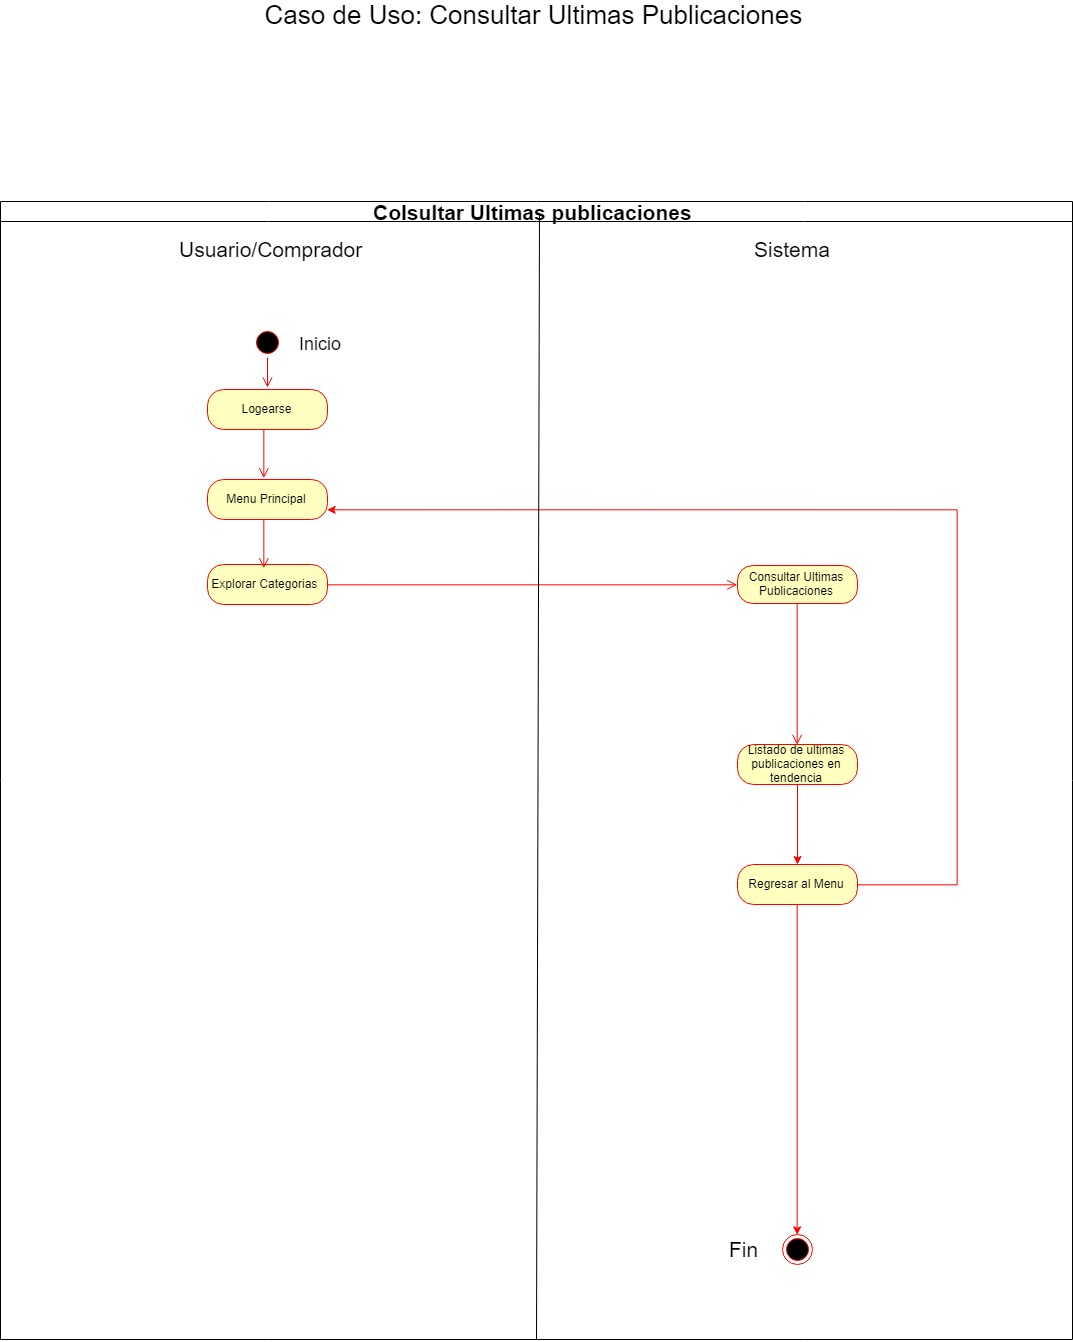 Caso de Uso: Consultar Ultimas Publicaciones
Colsultar Ultimas publicaciones
Usuario/Comprador
Sistema
Inicio
Logearse
Menu Principal
Explorar Categorias
Consultar Ultimas
Publicaciones
Listado de ultimas
publicaciones en
tendencia
Regresar al Menu
Fin